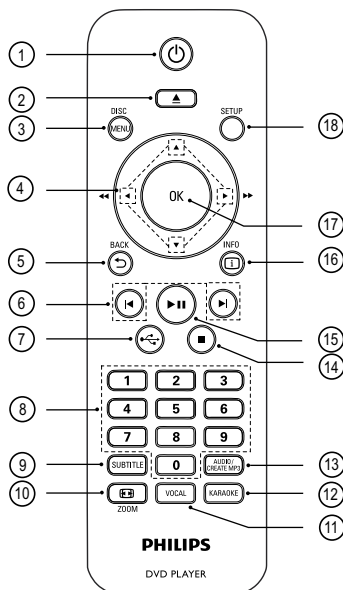 1
2
DISC
SETUP
3
MENU
18
4
OK
17
BACK
INFO
5
i
16
6
15
7
14
1 2 3
4 5 6
8
7 8 9
9
SUBTITLE
0
AUDIO/
CREATE MP3
13
10
VOCAL
KARAOKE
12
ZOOM
11
PHILIPS
DVD PLAYER